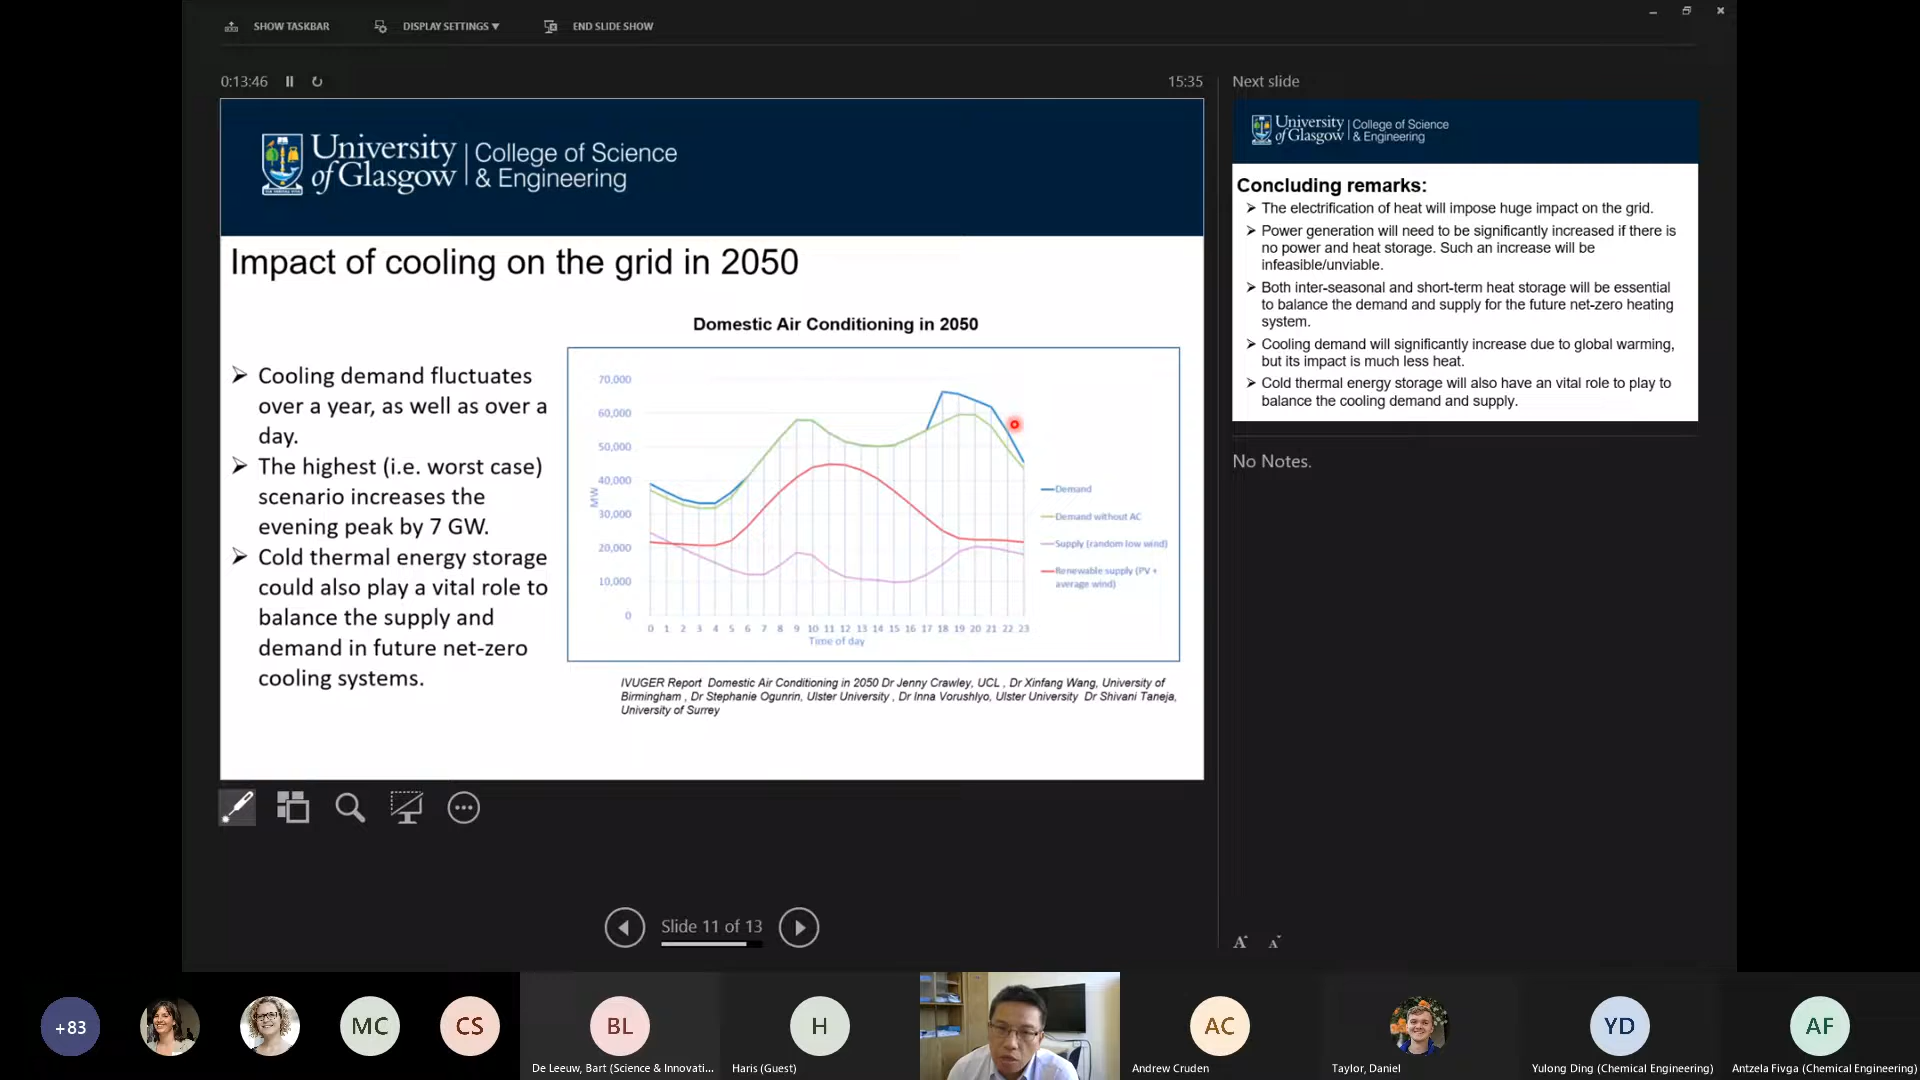 SHOW TASKBAR
DISPLAY SETTINGS ▼
END SLIDE SHOW
0:13:46
15:35
University of Glasgow
College of Science
& Engineering
Impact of cooling on the grid in 2050
➢ Cooling demand fluctuates
over a year, as well as over a
day.
➢ The highest (i.e. worst case)
scenario increases the
evening peak by 7 GW.
➢ Cold thermal energy storage
could also play a vital role to
balance the supply and
demand in future net-zero
cooling systems.
Domestic Air Conditioning in 2050
70,000
60,000
50,000
40,000
30,000
20,000
10,000
0
MW
0 1 2 3 4 5 6 7 8 9 10 11 12 13 14 15 16 17 18 19 20 21 22 23
Time of day
Demand
Demand without AC
Supply (random low wind)
Renewable supply (PV +
average wind)
IVUGER Report Domestic Air Conditioning in 2050 Dr Jenny Crawley, UCL , Dr Xinfang Wang, University of
Birmingham , Dr Stephanie Ogunrin, Ulster University , Dr Inna Vorushlyo, Ulster University Dr Shivani Taneja,
University of Surrey
Slide 11 of 13
Next slide
University of Glasgow
College of Science
& Engineering
Concluding remarks:
➢ The electrification of heat will impose huge impact on the grid.
➢ Power generation will need to be significantly increased if there is
no power and heat storage. Such an increase will be
infeasible/unviable.
➢ Both inter-seasonal and short-term heat storage will be essential
to balance the demand and supply for the future net-zero heating
system.
➢ Cooling demand will significantly increase due to global warming,
but its impact is much less heat.
➢ Cold thermal energy storage will also have an vital role to play to
balance the cooling demand and supply.
No Notes.
A A
+83
MC
CS
BL
De Leeuw, Bart (Science & Innovati...
H
Haris (Guest)
AC
Andrew Cruden
Taylor, Daniel
YD
Yulong Ding (Chemical Engineering)
AF
Antzela Fivga (Chemical Engineering)